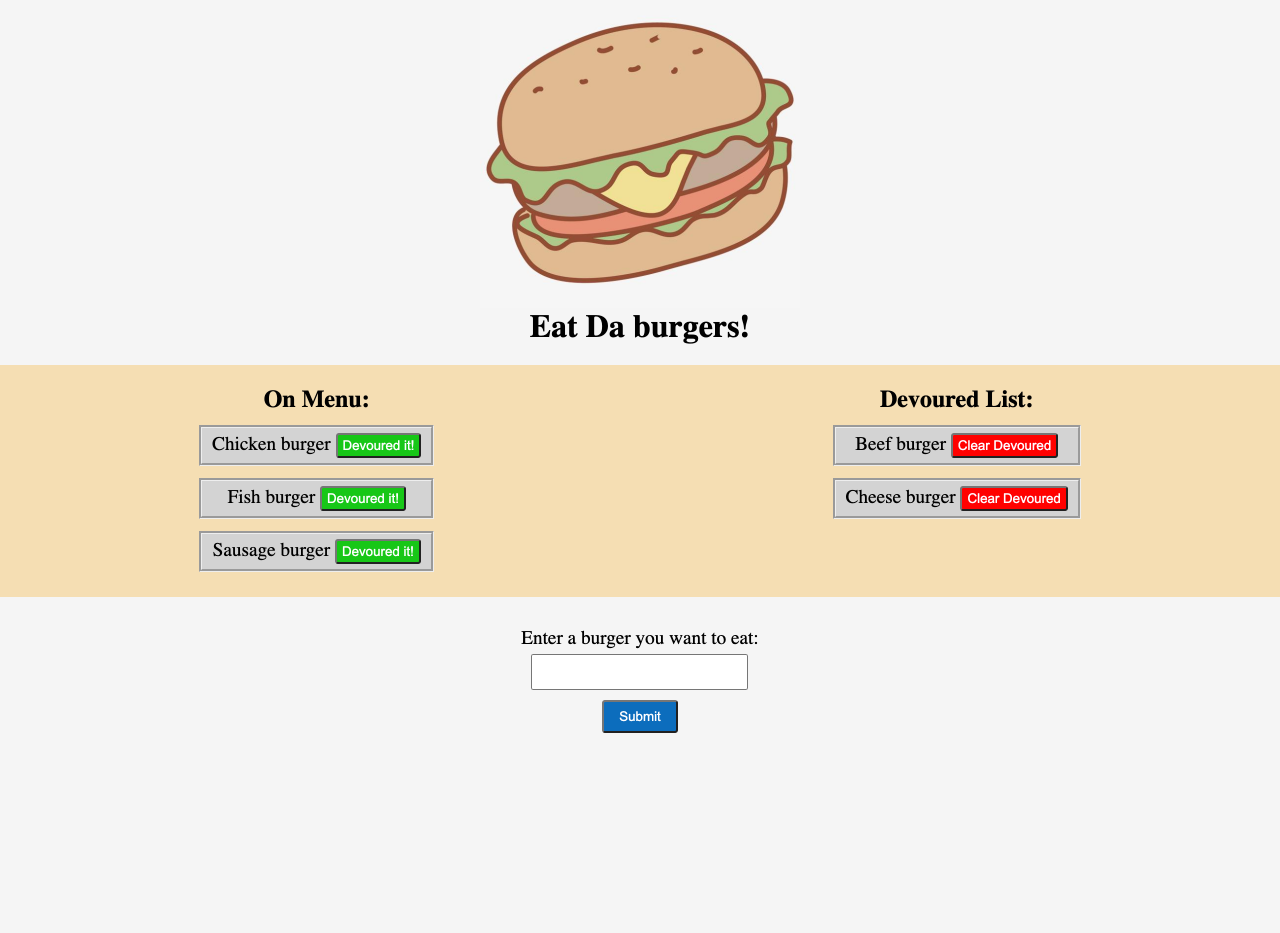 Eat Da burgers!
On Menu:
Chicken burger Devoured it!
Fish burger Devoured it!
Sausage burger Devoured it!
Devoured List:
Beef burger Clear Devoured
Cheese burger Clear Devoured
Enter a burger you want to eat:
Submit